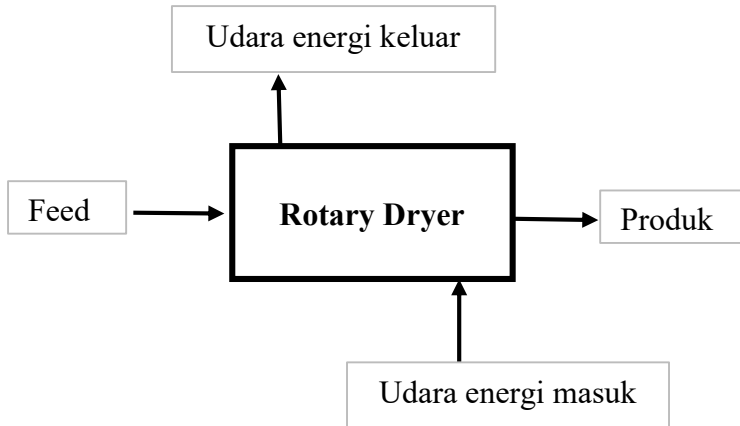 Udara energi keluar
Feed
Rotary Dryer
Produk
Udara energi masuk